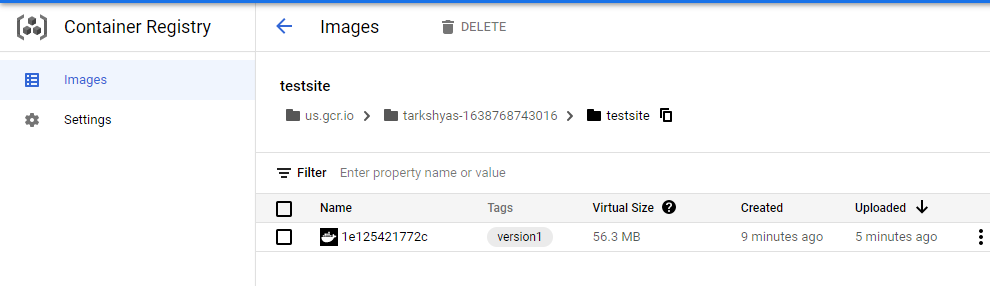 Container Registry
Images
DELETE
Images
Settings
testsite
us.gcr.io tarkshyas-1638768743016 testsite
Filter Enter property name or value
Name Tags Virtual Size Created Uploaded
1e125421772c version1 56.3 MB 9 minutes ago 5 minutes ago